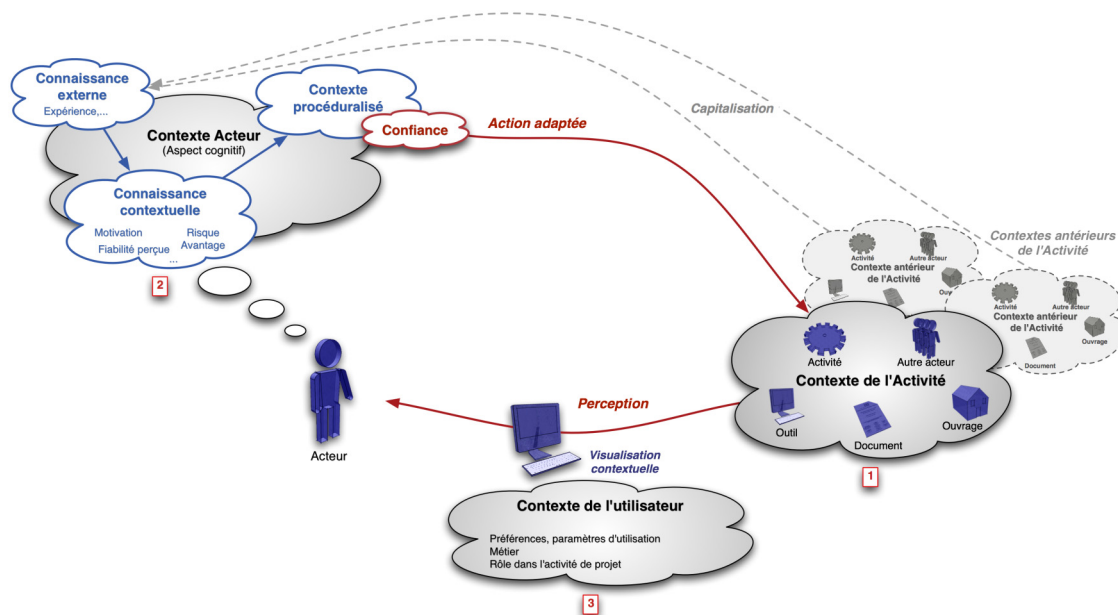 Connaissance
externe
Expérience,...
Contexte
procéduralisé
Confiance
Contexte Acteur
(Aspect cognitif)
Connaissance
contextuelle
Motivation
Risque
Fiabilité perçue
Avantage
...
2
Action adaptée
Capitalisation
Contextes antérieurs
de l'Activité
Activité
Autre acteur
Contexte antérieur
de l'Activité
Activité
Autre acteur
Contexte antérieur
de l'Activité
Ouvrage
Document
Activité
Autre acteur
Contexte de l'Activité
Outil
Document
Ouvrage
1
Perception
Acteur
Visualisation
contextuelle
Contexte de l'utilisateur
Préférences, paramètres d'utilisation
Métier
Rôle dans l'activité de projet
3